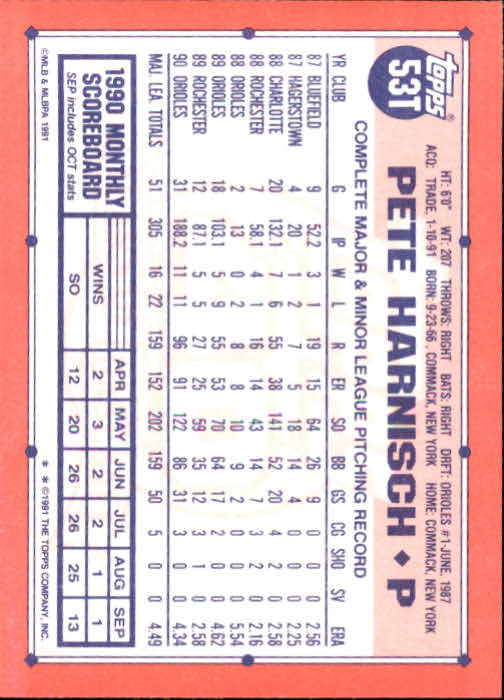 topps®
53T
HT: 6'0" WT: 207 THROWS: RIGHT BATS: RIGHT DRFT: ORIOLES #1-JUNE, 1987
ACQ: TRADE, 1-10-91 BORN: 9-23-66, COMMACK, NEW YORK HOME: COMMACK, NEW YORK
PETE HARNISCH ◆ P
COMPLETE MAJOR & MINOR LEAGUE PITCHING RECORD
YR CLUB G IP W L R ER SO BB GS CG SHO SV ERA
87 BLUEFIELD 9 52.2 3 1 19 15 64 26 9 0 0 0 2.56
87 HAGERSTOWN 4 20 1 2 7 5 18 14 4 0 0 0 2.25
88 CHARLOTTE 20 132.1 7 6 55 38 141 52 20 4 2 0 2.58
88 ROCHESTER 7 58.1 4 1 16 14 43 14 7 3 2 0 2.16
88 ORIOLES 2 13 0 2 8 8 10 9 2 0 0 0 5.54
89 ORIOLES 18 103.1 5 9 55 53 70 64 17 2 0 0 4.62
89 ROCHESTER 12 87.1 5 5 27 25 59 35 12 3 1 0 2.58
90 ORIOLES 31 188.2 11 11 96 91 122 86 31 3 0 0 4.34
MAJ. LEA. TOTALS 51 305 16 22 159 152 202 159 50 5 0 0 4.49
1990 MONTHLY SCOREBOARD
SEP includes OCT stats
APR MAY JUN JUL AUG SEP
WINS 2 3 2 2 1 1
SO 12 20 26 26 25 13
©MLB & MLBPA 1991
* * ©1991 THE TOPPS COMPANY, INC.